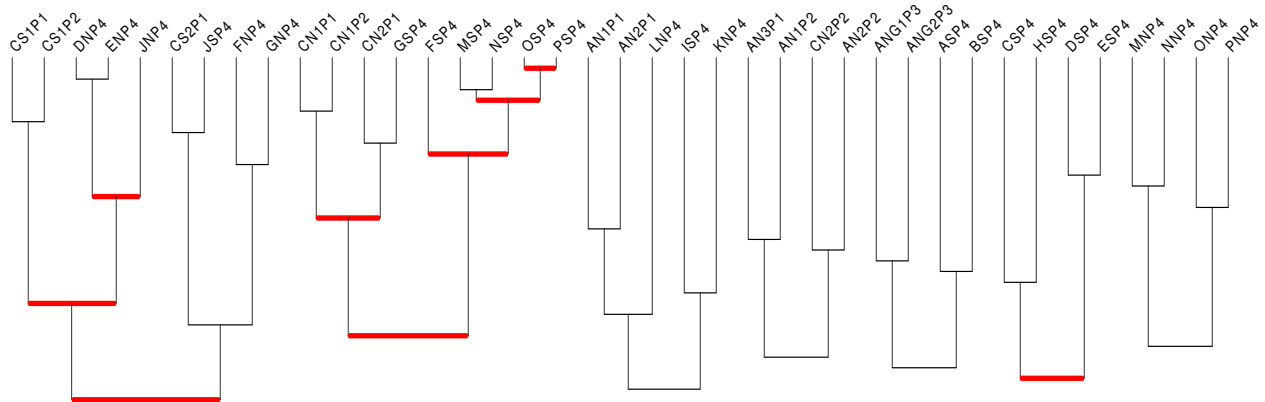 CS1P1
CS1P2
DNP4
ENP4
JNP4
CS2P1
JSP4
FNP4
GNP4
CN1P1
CN1P2
CN2P1
GSP4
FSP4
MSP4
NSP4
OSP4
PSP4
AN1P1
AN2P1
LNP4
ISP4
KNP4
AN3P1
AN1P2
CN2P2
AN2P2
ANG1P3
ANG2P3
ASP4
BSP4
CSP4
HSP4
DSP4
ESP4
MNP4
NNP4
ONP4
PNP4